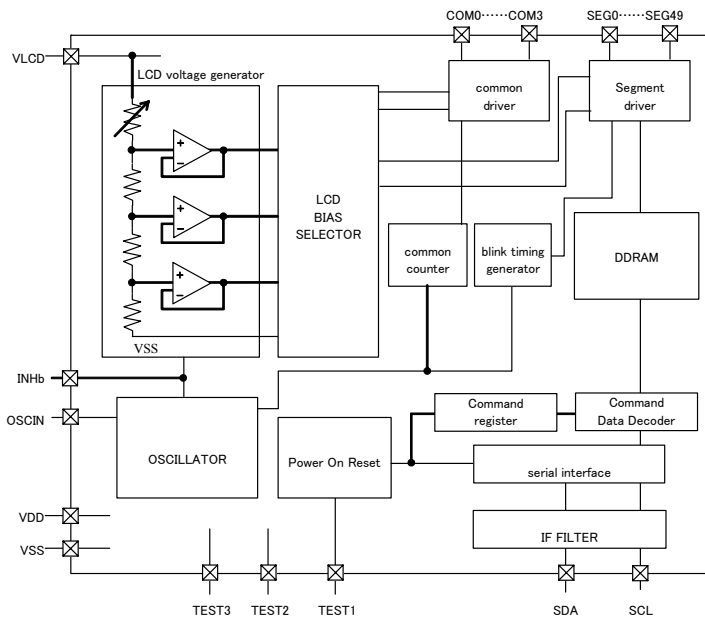 COM0……COM3
SEG0……SEG49
VLCD
LCD voltage generator
common
driver
Segment
driver
+
-
+
-
+
-
LCD
BIAS
SELECTOR
common
counter
blink timing
generator
DDRAM
VSS
INHb
OSCIN
OSCILLATOR
Power On Reset
Command
register
Command
Data Decoder
serial interface
IF FILTER
VDD
VSS
TEST3
TEST2
TEST1
SDA
SCL